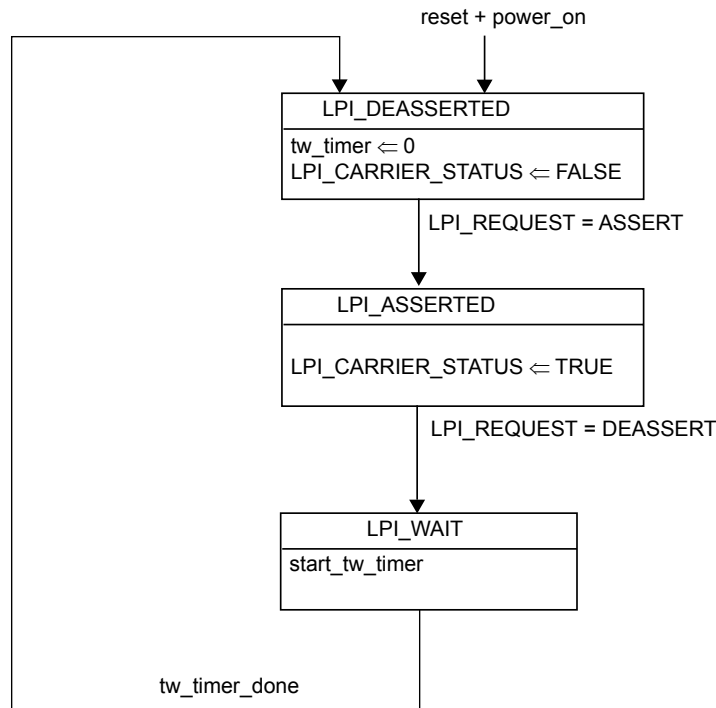 reset + power_on
LPI_DEASSERTED
tw_timer ⇐ 0
LPI_CARRIER_STATUS ⇐ FALSE
LPI_REQUEST = ASSERT
LPI_ASSERTED
LPI_CARRIER_STATUS ⇐ TRUE
LPI_REQUEST = DEASSERT
LPI_WAIT
start_tw_timer
tw_timer_done